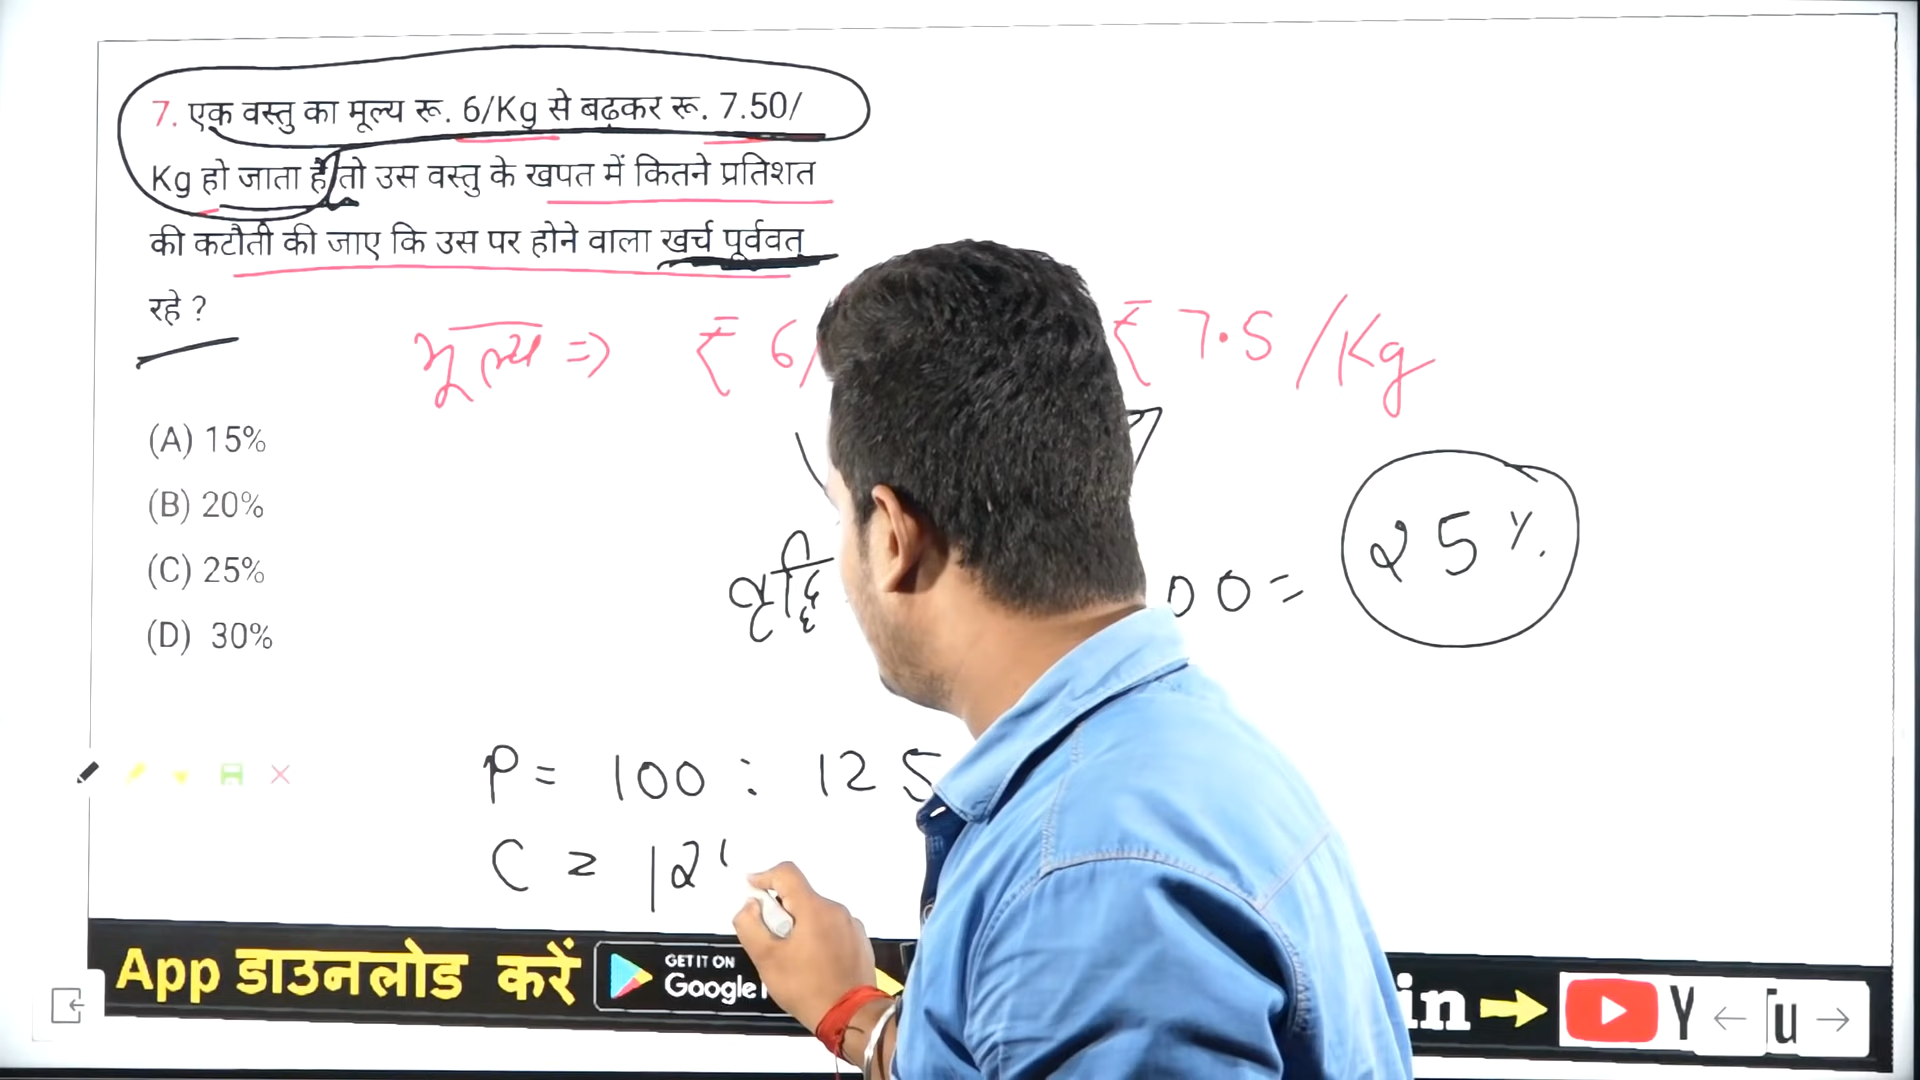 7. एक वस्तु का मूल्य रू. 6/Kg से बढ़कर रू. 7.50/
Kg हो जाता है तो उस वस्तु के खपत में कितने प्रतिशत
की कटौती की जाए कि उस पर होने वाला खर्च पूर्ववत
रहे ?
मूल्य => ₹ 6/ ₹ 7.5/Kg
(A) 15%
(B) 20%
(C) 25%
(D) 30%
वृद्धि 00 = 25%
P = 100 : 125
C = 12
App डाउनलोड करें GET IT ON Google in